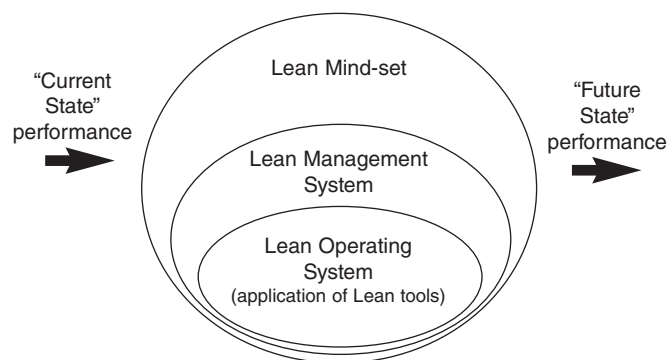 “Current
State”
performance
Lean Mind-set
Lean Management
System
Lean Operating
System
(application of Lean tools)
“Future
State”
performance